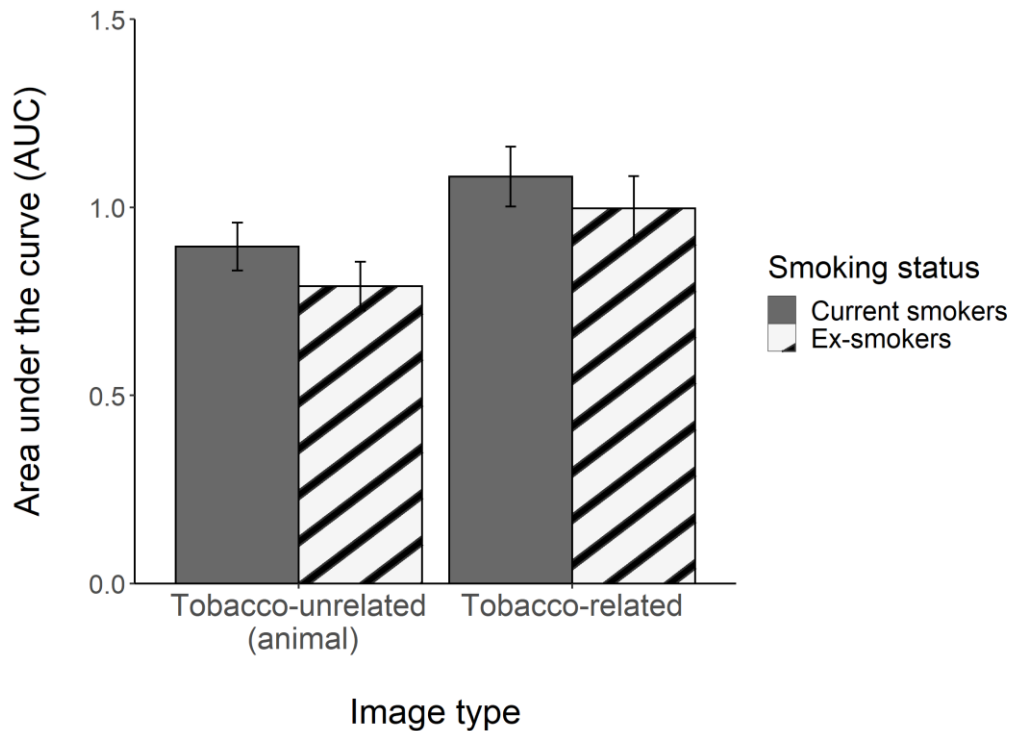 1.5
1.0
0.5
0.0
Area under the curve (AUC)
Tobacco-unrelated
(animal)
Tobacco-related
Image type
Smoking status
Current smokers
Ex-smokers